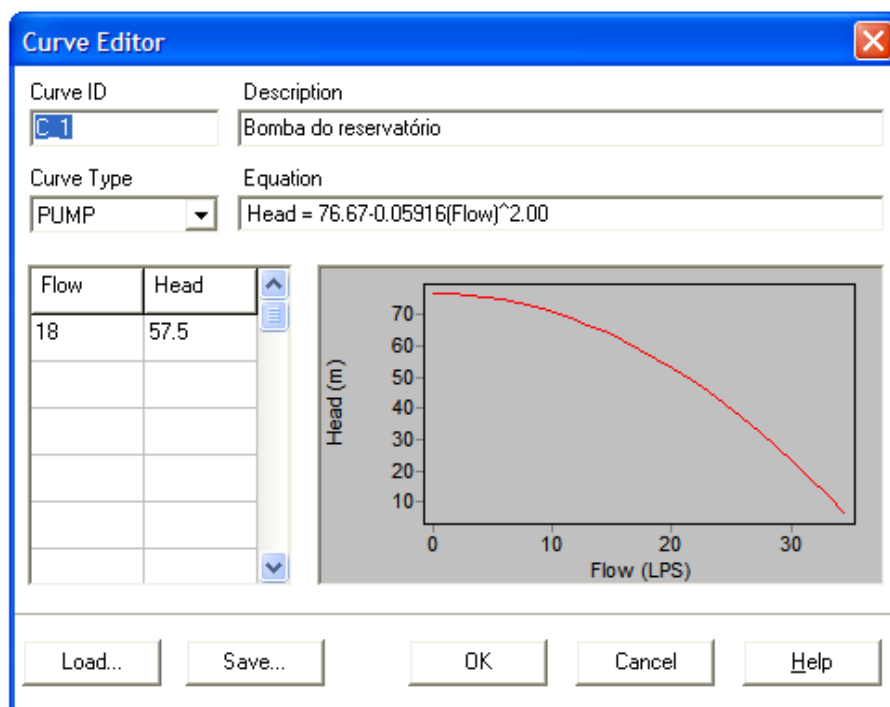 Curve Editor
Curve ID Description
C_1 Bomba do reservatório
Curve Type Equation
PUMP Head = 76.67-0.05916(Flow)^2.00
Flow Head
18 57.5
Head (m)
70
60
50
40
30
20
10
0 10 20 30
Flow (LPS)
Load... Save... OK Cancel Help